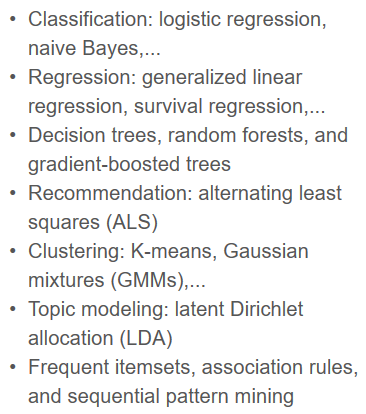 • Classification: logistic regression,
naive Bayes,...
• Regression: generalized linear
regression, survival regression,...
• Decision trees, random forests, and
gradient-boosted trees
• Recommendation: alternating least
squares (ALS)
• Clustering: K-means, Gaussian
mixtures (GMMs),...
• Topic modeling: latent Dirichlet
allocation (LDA)
• Frequent itemsets, association rules,
and sequential pattern mining